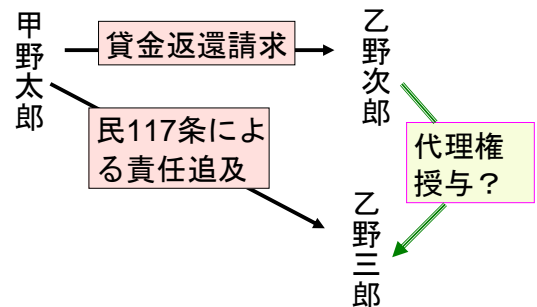 甲野太郎
貸金返還請求
乙野次郎
民117条によ
る責任追及
代理権
授与？
乙野三郎